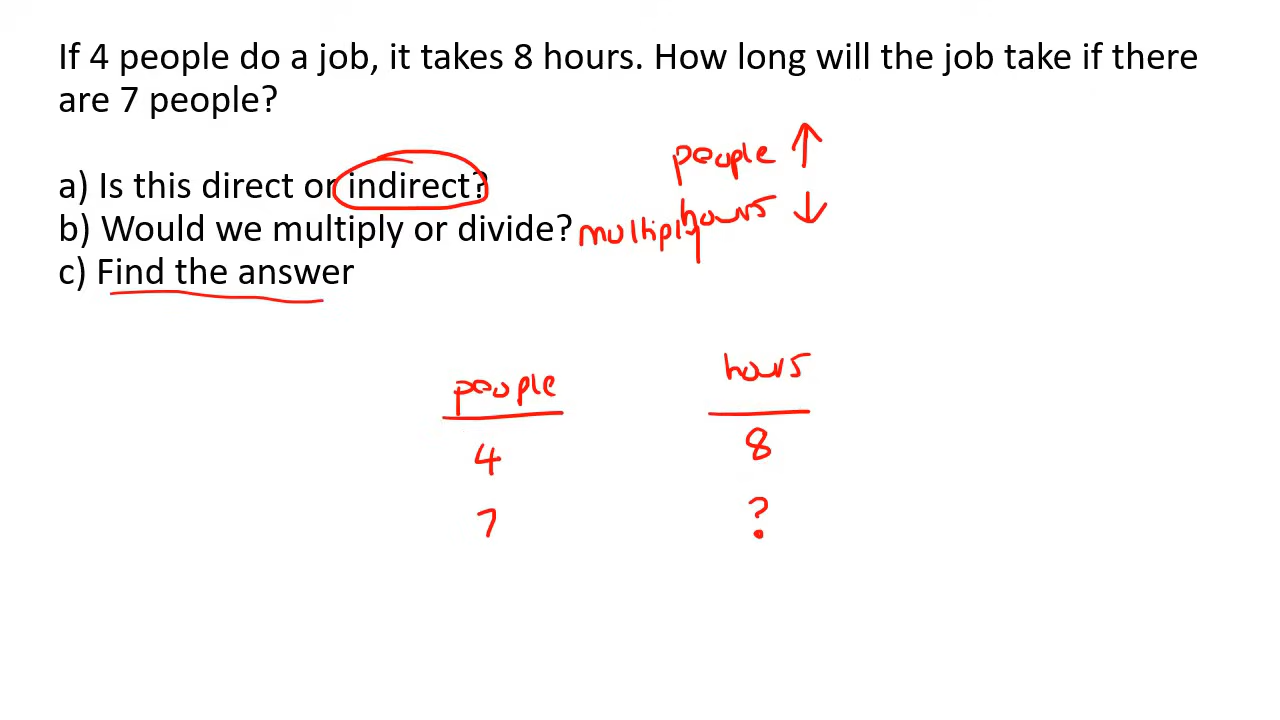 If 4 people do a job, it takes 8 hours. How long will the job take if there
are 7 people?
people ↑
a) Is this direct or indirect?
hours ↓
b) Would we multiply or divide? multiply
c) Find the answer
people hours
4 8
7 ?